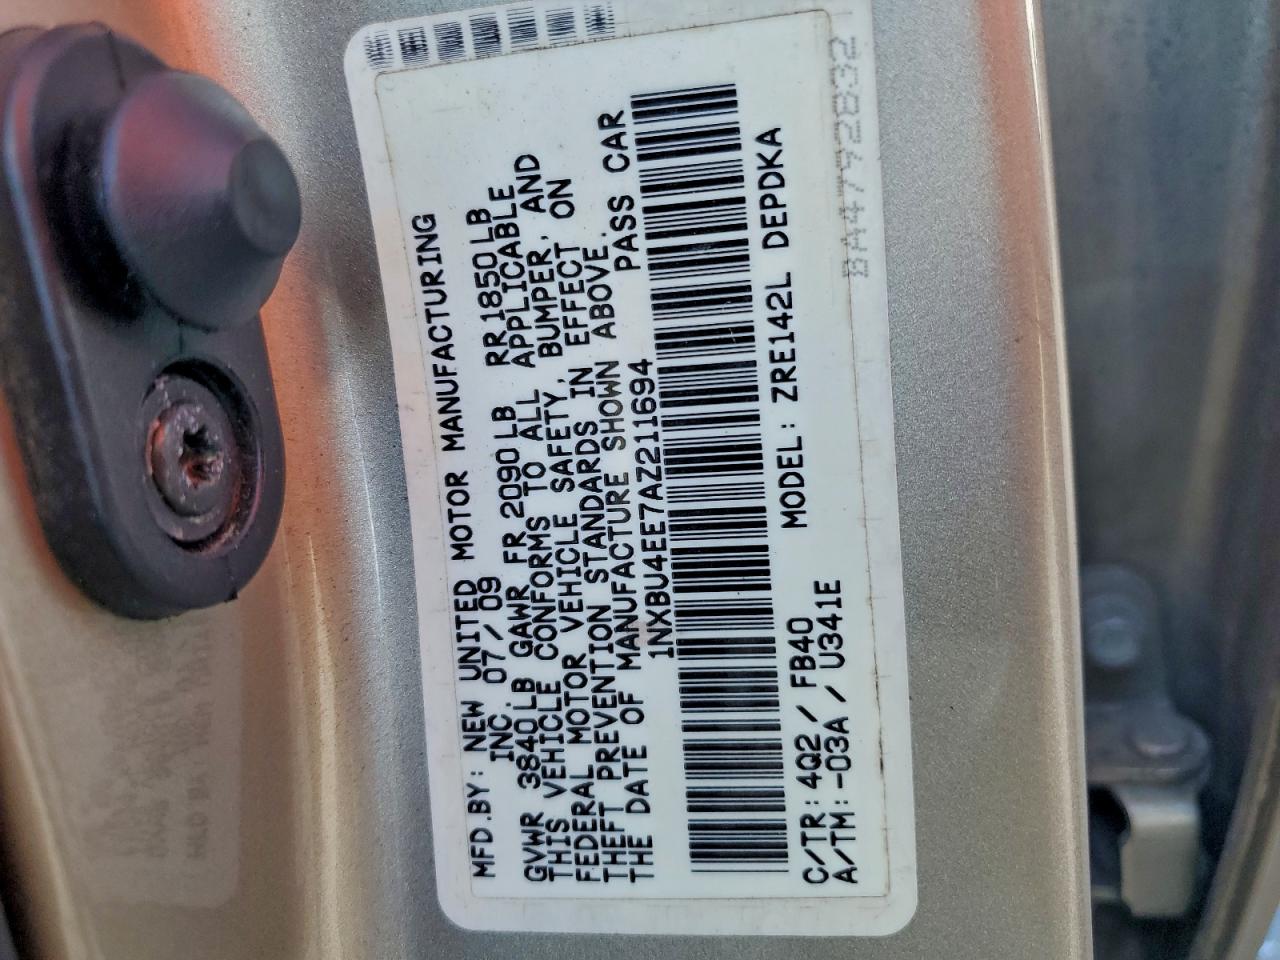 MFD.BY: NEW UNITED MOTOR MANUFACTURING
INC. 07/09
GVWR 3840LB GAWR FR 2090LB RR 1850LB
THIS VEHICLE CONFORMS TO ALL APPLICABLE
FEDERAL MOTOR VEHICLE SAFETY, BUMPER, AND
THEFT PREVENTION STANDARDS IN EFFECT ON
THE DATE OF MANUFACTURE SHOWN ABOVE.
1NXBU4EE7AZ211694 PASS CAR
MODEL: ZRE142L DEPDKA
C/TR: 4Q2 / FB40
A/TM: -03A / U341E
BA44792832